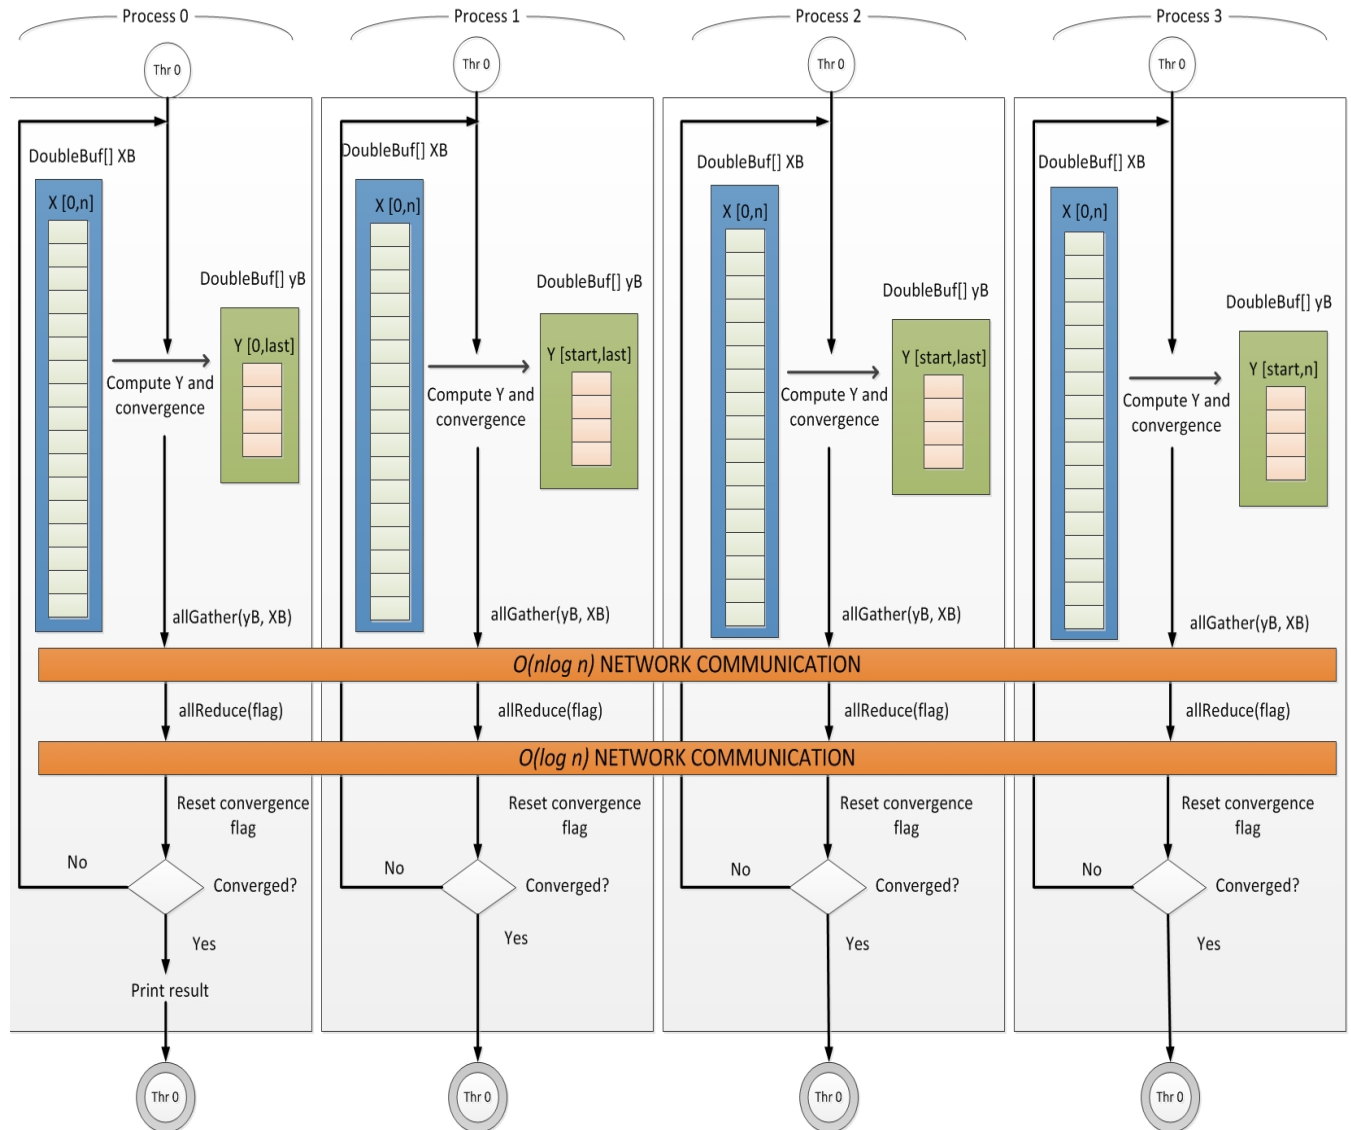 Process 0
Process 1
Process 2
Process 3
Thr 0
Thr 0
Thr 0
Thr 0
DoubleBuf[] XB
DoubleBuf[] XB
DoubleBuf[] XB
DoubleBuf[] XB
X [0,n]
X [0,n]
X [0,n]
X [0,n]
DoubleBuf[] yB
DoubleBuf[] yB
DoubleBuf[] yB
DoubleBuf[] yB
Y [0,last]
Y [start,last]
Y [start,last]
Y [start,n]
Compute Y and
convergence
Compute Y and
convergence
Compute Y and
convergence
Compute Y and
convergence
allGather(yB, XB)
allGather(yB, XB)
allGather(yB, XB)
allGather(yB, XB)
O(nlog n) NETWORK COMMUNICATION
allReduce(flag)
allReduce(flag)
allReduce(flag)
allReduce(flag)
O(log n) NETWORK COMMUNICATION
Reset convergence
flag
Reset convergence
flag
Reset convergence
flag
Reset convergence
flag
No
Converged?
No
Converged?
No
Converged?
No
Converged?
Yes
Yes
Yes
Yes
Print result
Thr 0
Thr 0
Thr 0
Thr 0